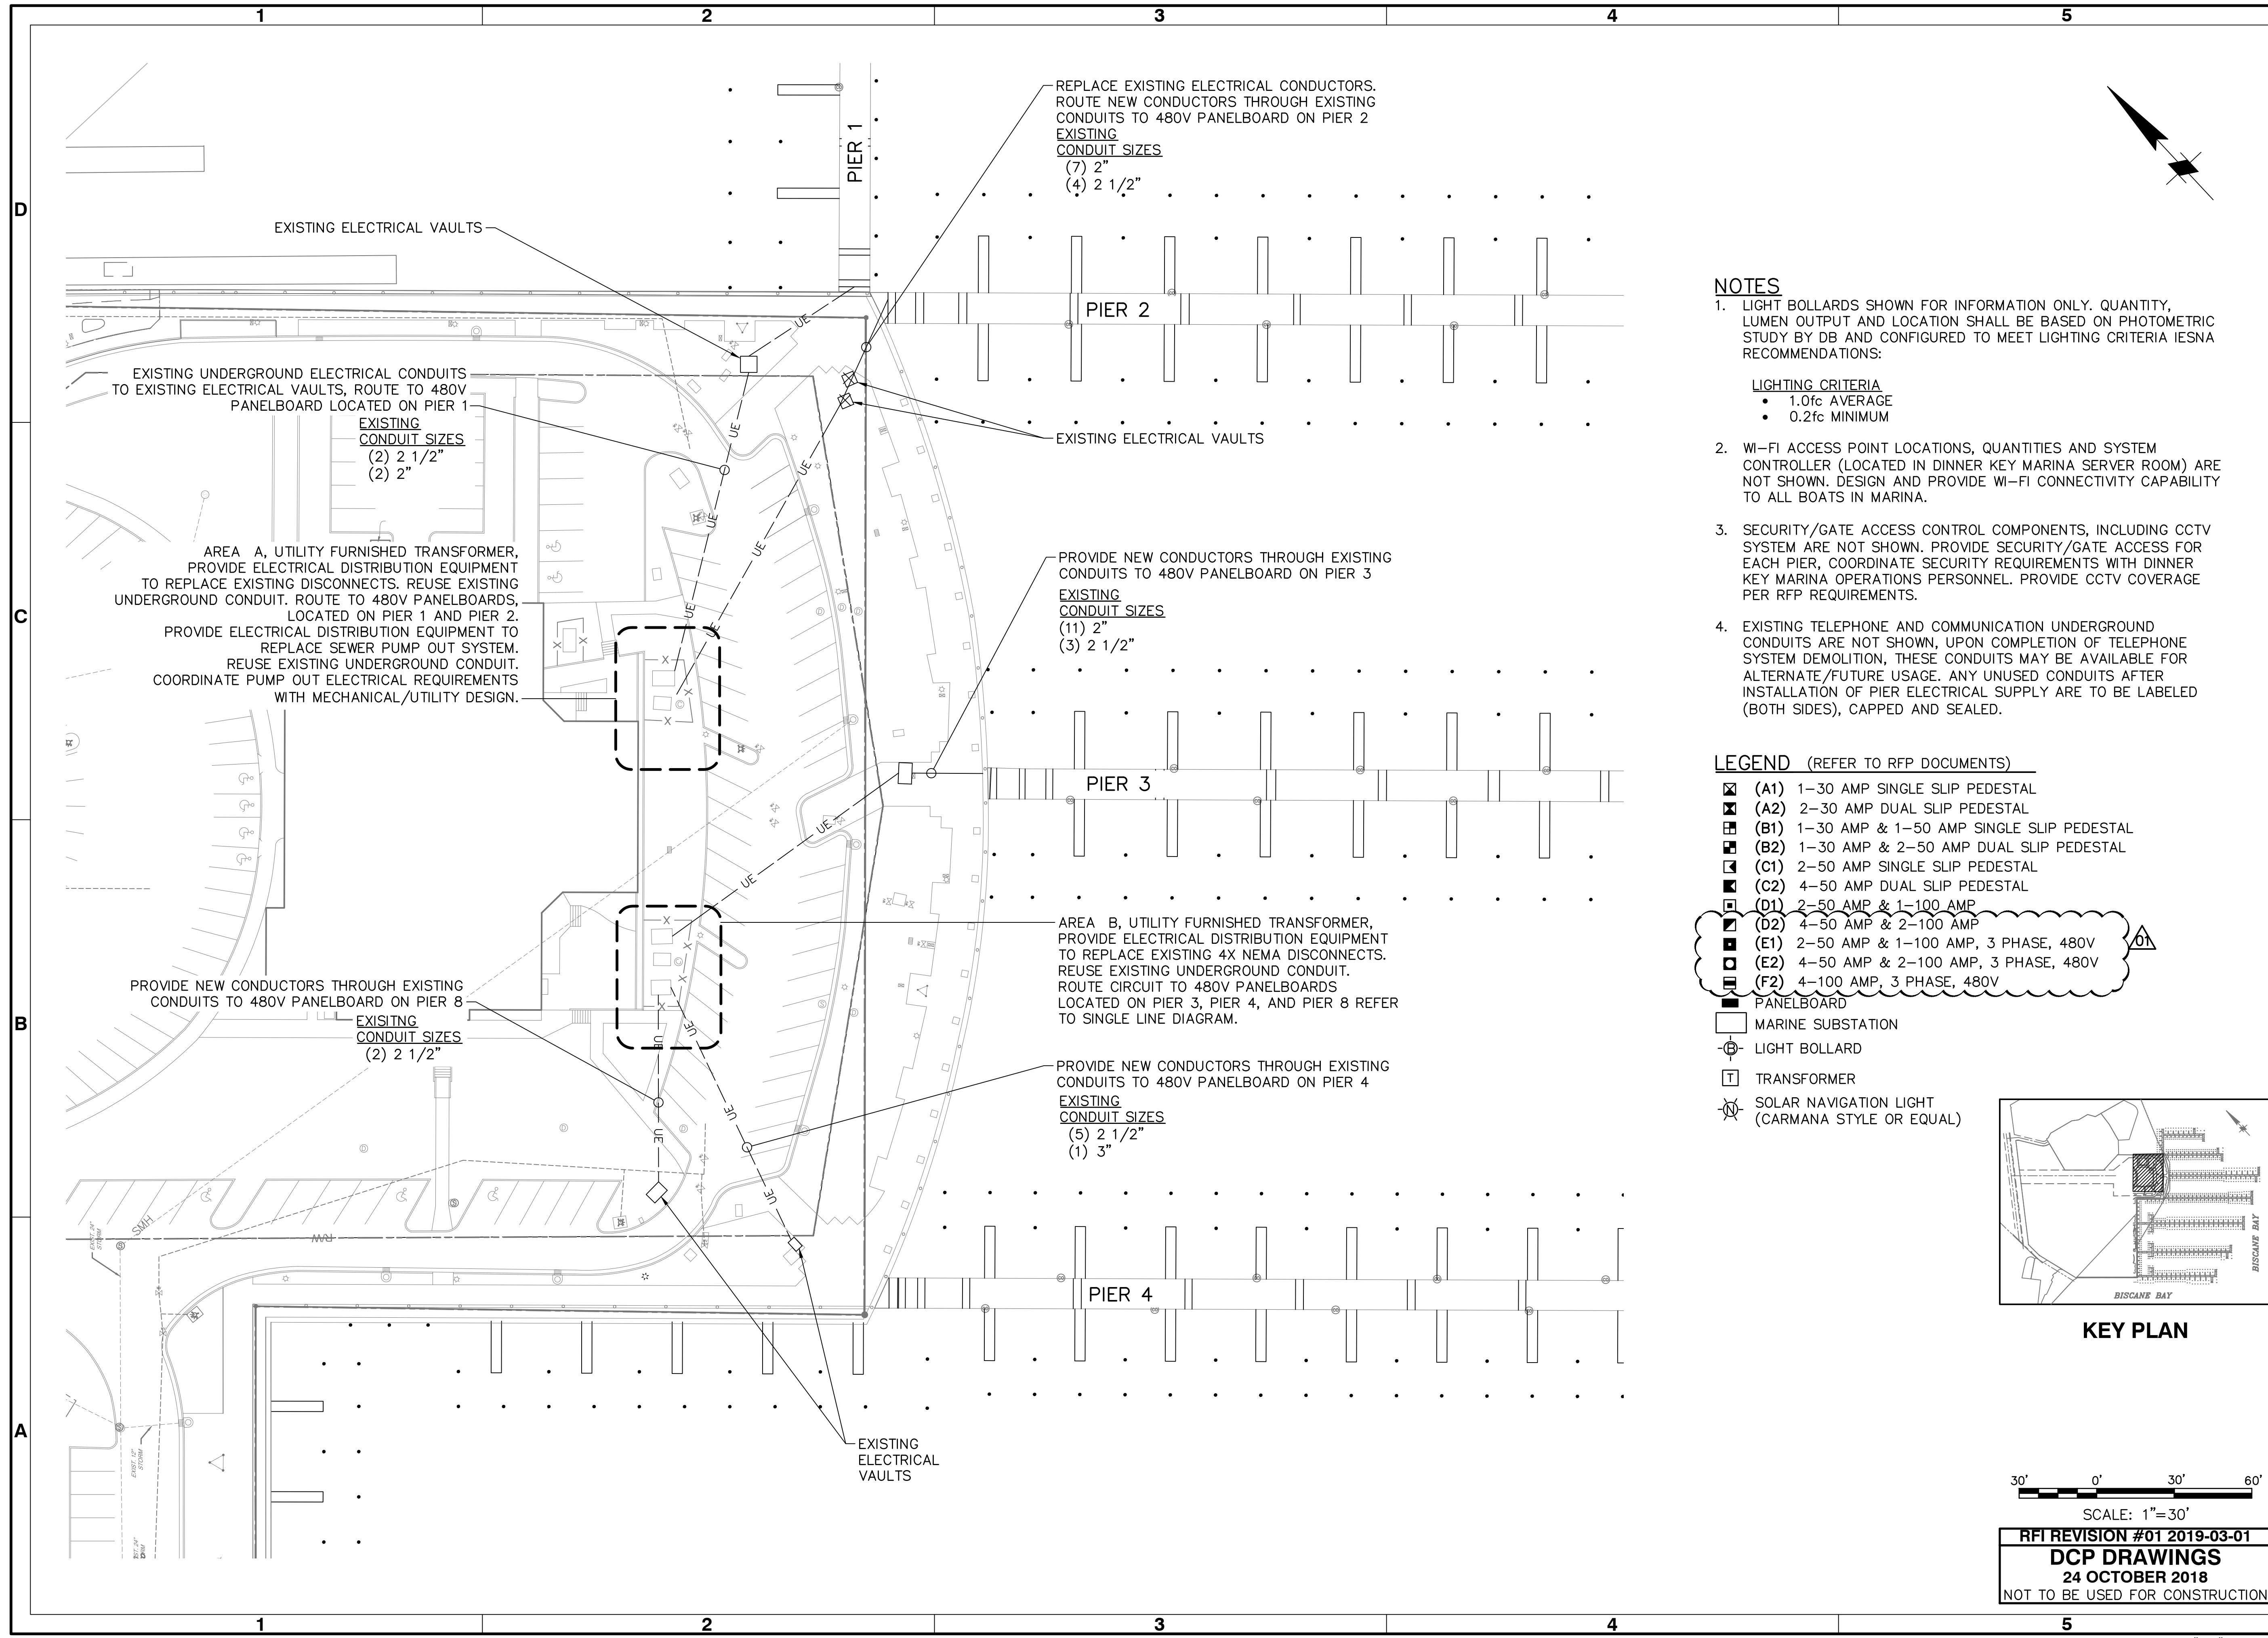 1
2
3
4
5
D
C
B
A
PIER 1
REPLACE EXISTING ELECTRICAL CONDUCTORS.
ROUTE NEW CONDUCTORS THROUGH EXISTING
CONDUITS TO 480V PANELBOARD ON PIER 2
EXISTING
CONDUIT SIZES
(7) 2"
(4) 2 1/2"
EXISTING ELECTRICAL VAULTS
PIER 2
UE
EXISTING UNDERGROUND ELECTRICAL CONDUITS
TO EXISTING ELECTRICAL VAULTS, ROUTE TO 480V
PANELBOARD LOCATED ON PIER 1
EXISTING
CONDUIT SIZES
(2) 2 1/2"
(2) 2"
UE
UE
EXISTING ELECTRICAL VAULTS
UE
UE
UE
UE
AREA A, UTILITY FURNISHED TRANSFORMER,
PROVIDE ELECTRICAL DISTRIBUTION EQUIPMENT
TO REPLACE EXISTING DISCONNECTS. REUSE EXISTING
UNDERGROUND CONDUIT. ROUTE TO 480V PANELBOARDS,
LOCATED ON PIER 1 AND PIER 2.
PROVIDE ELECTRICAL DISTRIBUTION EQUIPMENT TO
REPLACE SEWER PUMP OUT SYSTEM.
REUSE EXISTING UNDERGROUND CONDUIT.
COORDINATE PUMP OUT ELECTRICAL REQUIREMENTS
WITH MECHANICAL/UTILITY DESIGN.
PROVIDE NEW CONDUCTORS THROUGH EXISTING
CONDUITS TO 480V PANELBOARD ON PIER 3
EXISTING
CONDUIT SIZES
(11) 2"
(3) 2 1/2"
PIER 3
UE
UE
AREA B, UTILITY FURNISHED TRANSFORMER,
PROVIDE ELECTRICAL DISTRIBUTION EQUIPMENT
TO REPLACE EXISTING 4X NEMA DISCONNECTS.
REUSE EXISTING UNDERGROUND CONDUIT.
ROUTE CIRCUIT TO 480V PANELBOARDS
LOCATED ON PIER 3, PIER 4, AND PIER 8 REFER
TO SINGLE LINE DIAGRAM.
PROVIDE NEW CONDUCTORS THROUGH EXISTING
CONDUITS TO 480V PANELBOARD ON PIER 8
EXISITNG
CONDUIT SIZES
(2) 2 1/2"
UE
UE
UE
UE
UE
PROVIDE NEW CONDUCTORS THROUGH EXISTING
CONDUITS TO 480V PANELBOARD ON PIER 4
EXISTING
CONDUIT SIZES
(5) 2 1/2"
(1) 3"
SMH
R/W
EXIST. 24"
STORM
PIER 4
EXIST. 12"
STORM
EXISTING
ELECTRICAL
VAULTS
NOTES
1. LIGHT BOLLARDS SHOWN FOR INFORMATION ONLY. QUANTITY,
LUMEN OUTPUT AND LOCATION SHALL BE BASED ON PHOTOMETRIC
STUDY BY DB AND CONFIGURED TO MEET LIGHTING CRITERIA IESNA
RECOMMENDATIONS:
LIGHTING CRITERIA
• 1.0fc AVERAGE
• 0.2fc MINIMUM
2. WI-FI ACCESS POINT LOCATIONS, QUANTITIES AND SYSTEM
CONTROLLER (LOCATED IN DINNER KEY MARINA SERVER ROOM) ARE
NOT SHOWN. DESIGN AND PROVIDE WI-FI CONNECTIVITY CAPABILITY
TO ALL BOATS IN MARINA.
3. SECURITY/GATE ACCESS CONTROL COMPONENTS, INCLUDING CCTV
SYSTEM ARE NOT SHOWN. PROVIDE SECURITY/GATE ACCESS FOR
EACH PIER, COORDINATE SECURITY REQUIREMENTS WITH DINNER
KEY MARINA OPERATIONS PERSONNEL. PROVIDE CCTV COVERAGE
PER RFP REQUIREMENTS.
4. EXISTING TELEPHONE AND COMMUNICATION UNDERGROUND
CONDUITS ARE NOT SHOWN, UPON COMPLETION OF TELEPHONE
SYSTEM DEMOLITION, THESE CONDUITS MAY BE AVAILABLE FOR
ALTERNATE/FUTURE USAGE. ANY UNUSED CONDUITS AFTER
INSTALLATION OF PIER ELECTRICAL SUPPLY ARE TO BE LABELED
(BOTH SIDES), CAPPED AND SEALED.
LEGEND (REFER TO RFP DOCUMENTS)
(A1) 1-30 AMP SINGLE SLIP PEDESTAL
(A2) 2-30 AMP DUAL SLIP PEDESTAL
(B1) 1-30 AMP & 1-50 AMP SINGLE SLIP PEDESTAL
(B2) 1-30 AMP & 2-50 AMP DUAL SLIP PEDESTAL
(C1) 2-50 AMP SINGLE SLIP PEDESTAL
(C2) 4-50 AMP DUAL SLIP PEDESTAL
(D1) 2-50 AMP & 1-100 AMP
(D2) 4-50 AMP & 2-100 AMP
(E1) 2-50 AMP & 1-100 AMP, 3 PHASE, 480V
01
(E2) 4-50 AMP & 2-100 AMP, 3 PHASE, 480V
(F2) 4-100 AMP, 3 PHASE, 480V
PANELBOARD
MARINE SUBSTATION
B LIGHT BOLLARD
T TRANSFORMER
N SOLAR NAVIGATION LIGHT
(CARMANA STYLE OR EQUAL)
BISCANE BAY
BISCANE BAY
KEY PLAN
30' 0' 30' 60'
SCALE: 1"=30'
RFI REVISION #01 2019-03-01
DCP DRAWINGS
24 OCTOBER 2018
NOT TO BE USED FOR CONSTRUCTION
1
2
3
4
5